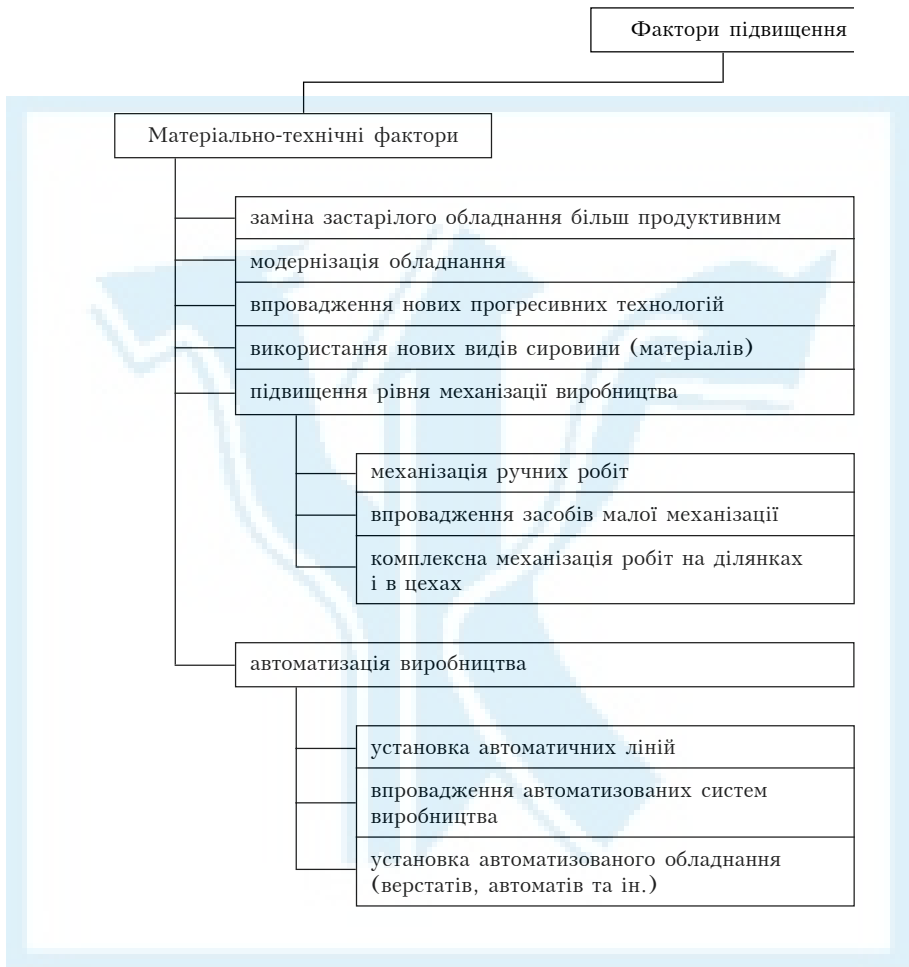 Фактори підвищення
Матеріально-технічні фактори
заміна застарілого обладнання більш продуктивним
модернізація обладнання
впровадження нових прогресивних технологій
використання нових видів сировини (матеріалів)
підвищення рівня механізації виробництва
механізація ручних робіт
впровадження засобів малої механізації
комплексна механізація робіт на ділянках
і в цехах
автоматизація виробництва
установка автоматичних ліній
впровадження автоматизованих систем
виробництва
установка автоматизованого обладнання
(верстатів, автоматів та ін.)